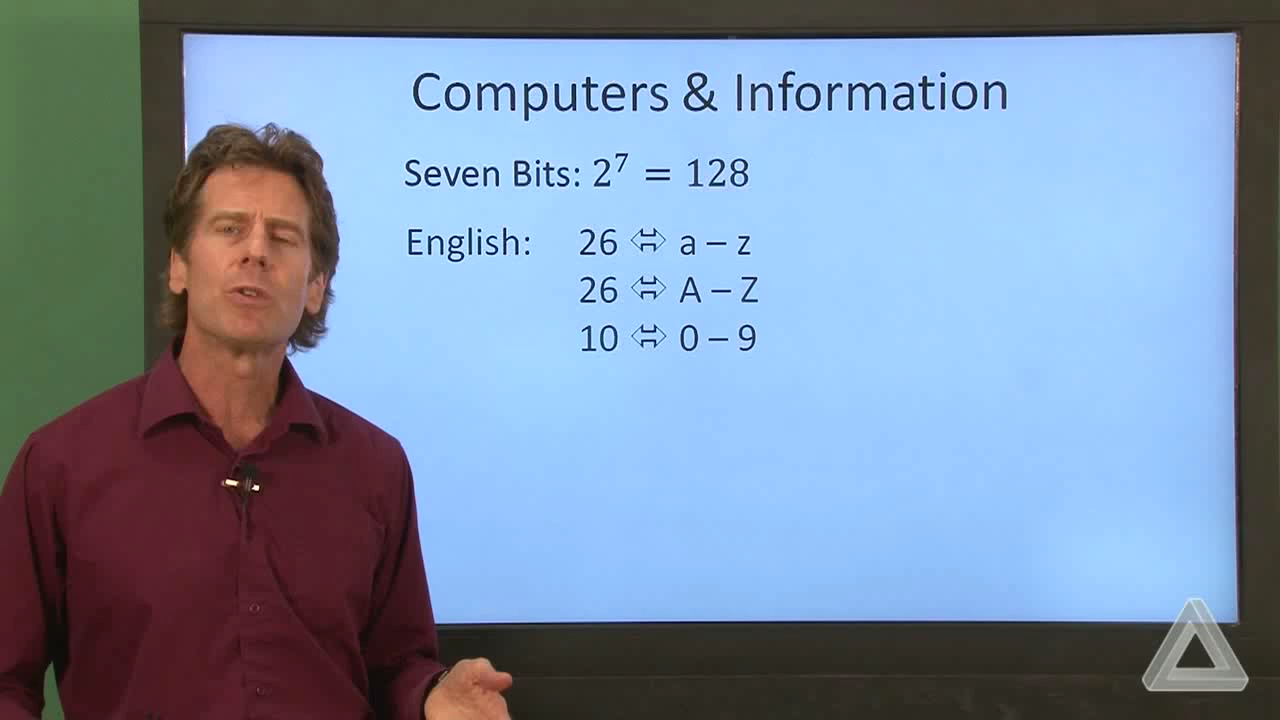 Computers & Information
Seven Bits: 2⁷ = 128
English: 26 ⇔ a – z
26 ⇔ A – Z
10 ⇔ 0 – 9